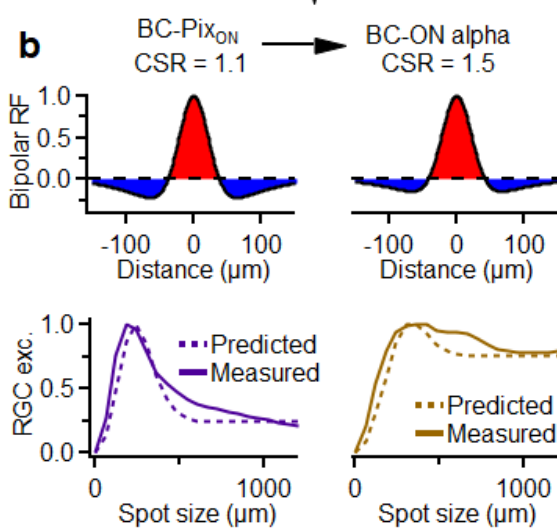 b
BC-PixON BC-ON alpha
CSR = 1.1 CSR = 1.5
Bipolar RF
1.0
0.5
0.0
-100 0 100
Distance (µm)
-100 0 100
Distance (µm)
RGC exc.
1.0
0.5
0.0
Predicted
Measured
0 1000
Spot size (µm)
Predicted
Measured
0 1000
Spot size (µm)